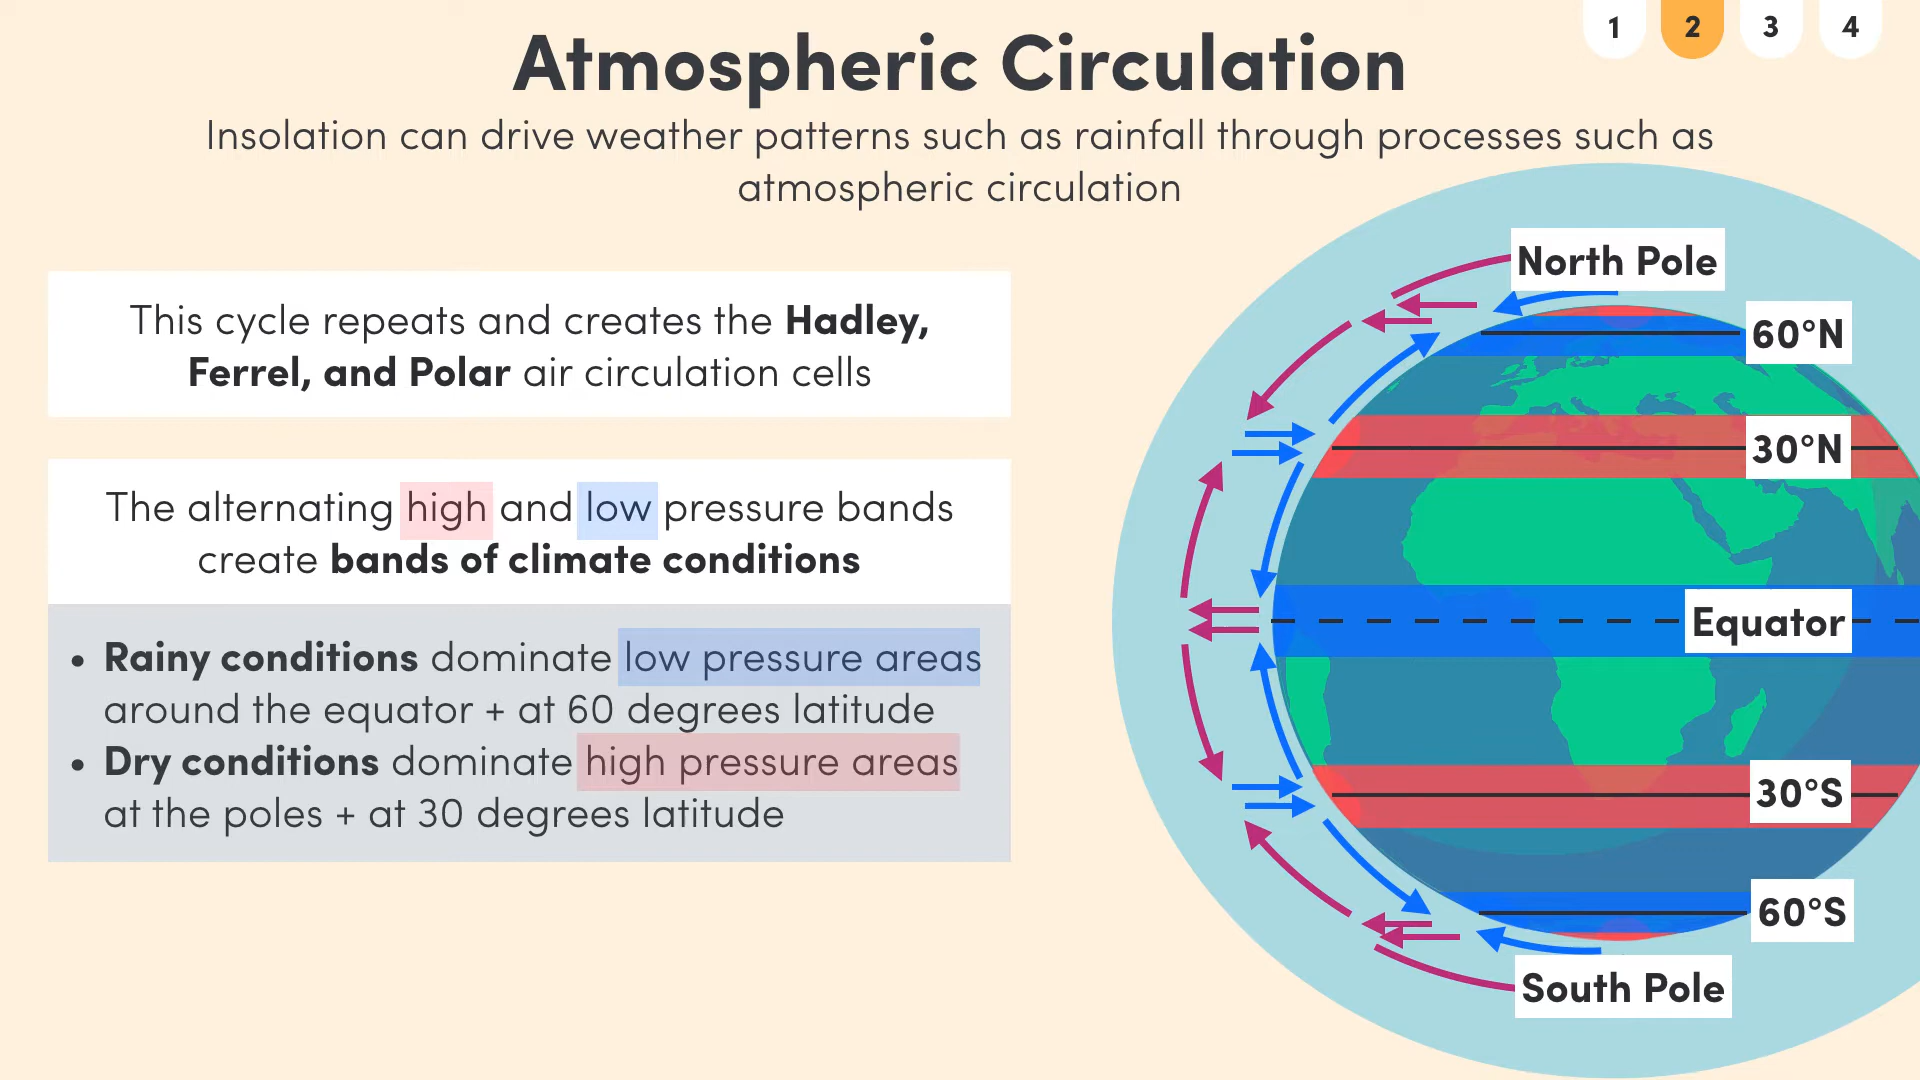 1 2 3 4
Atmospheric Circulation
Insolation can drive weather patterns such as rainfall through processes such as
atmospheric circulation
This cycle repeats and creates the Hadley,
Ferrel, and Polar air circulation cells
The alternating high and low pressure bands
create bands of climate conditions
• Rainy conditions dominate low pressure areas
around the equator + at 60 degrees latitude
• Dry conditions dominate high pressure areas
at the poles + at 30 degrees latitude
North Pole
60°N
30°N
Equator
30°S
60°S
South Pole